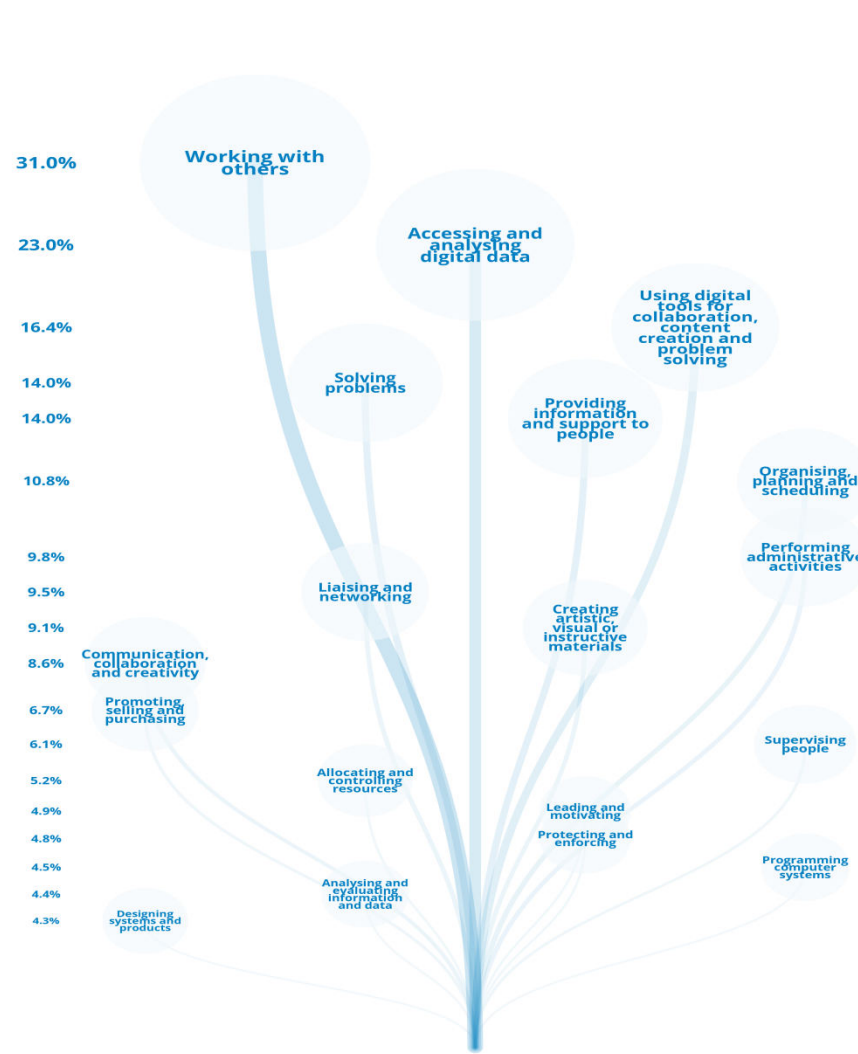 31.0%
Working with
others
23.0%
Accessing and
analysing
digital data
16.4%
Using digital
tools for
collaboration,
content
creation and
problem
solving
14.0%
Solving
problems
14.0%
Providing
information
and support to
people
10.8%
Organising,
planning and
scheduling
9.8%
Performing
administrative
activities
9.5%
Liaising and
networking
9.1%
Creating
artistic,
visual or
instructive
materials
8.6%
Communication,
collaboration
and creativity
6.7%
Promoting,
selling and
purchasing
6.1%
Supervising
people
5.2%
Allocating and
controlling
resources
4.9%
Leading and
motivating
4.8%
Protecting and
enforcing
4.5%
Programming
computer
systems
4.4%
Analysing and
evaluating
information
and data
4.3%
Designing
systems and
products